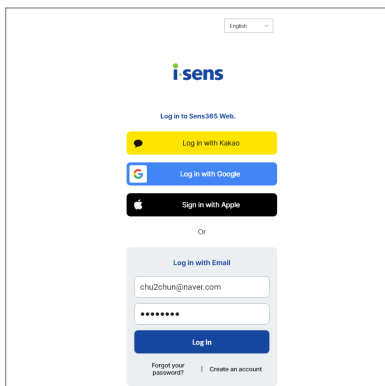 English
i-sens
Log in to Sens365 Web.
Log in with Kakao
G
Log in with Google
Sign in with Apple
Or
Log in with Email
chu2chun@naver.com
••••••••
Log In
Forgot your password? | Create an account